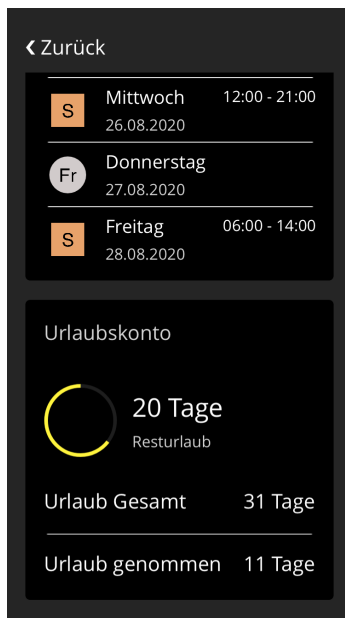 Zurück
S Mittwoch 12:00 - 21:00
26.08.2020
Fr Donnerstag
27.08.2020
S Freitag 06:00 - 14:00
28.08.2020
Urlaubskonto
20 Tage
Resturlaub
Urlaub Gesamt 31 Tage
Urlaub genommen 11 Tage